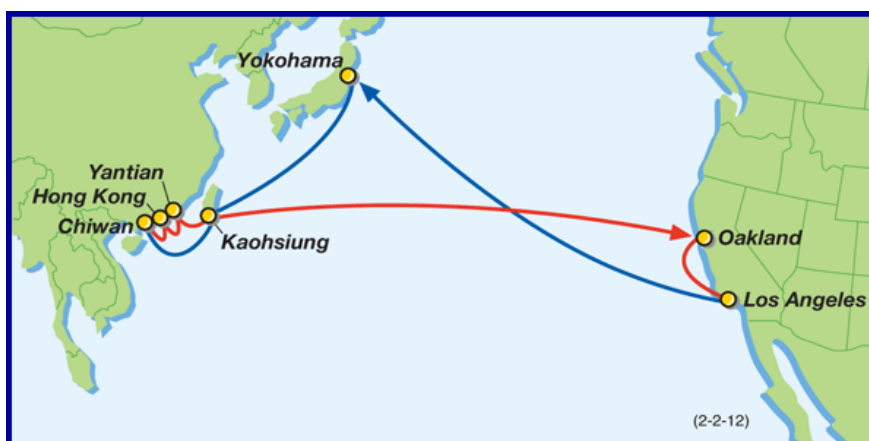 Yokohama
Yantian
Hong Kong
Chiwan
Kaohsiung
Oakland
Los Angeles
(2-2-12)